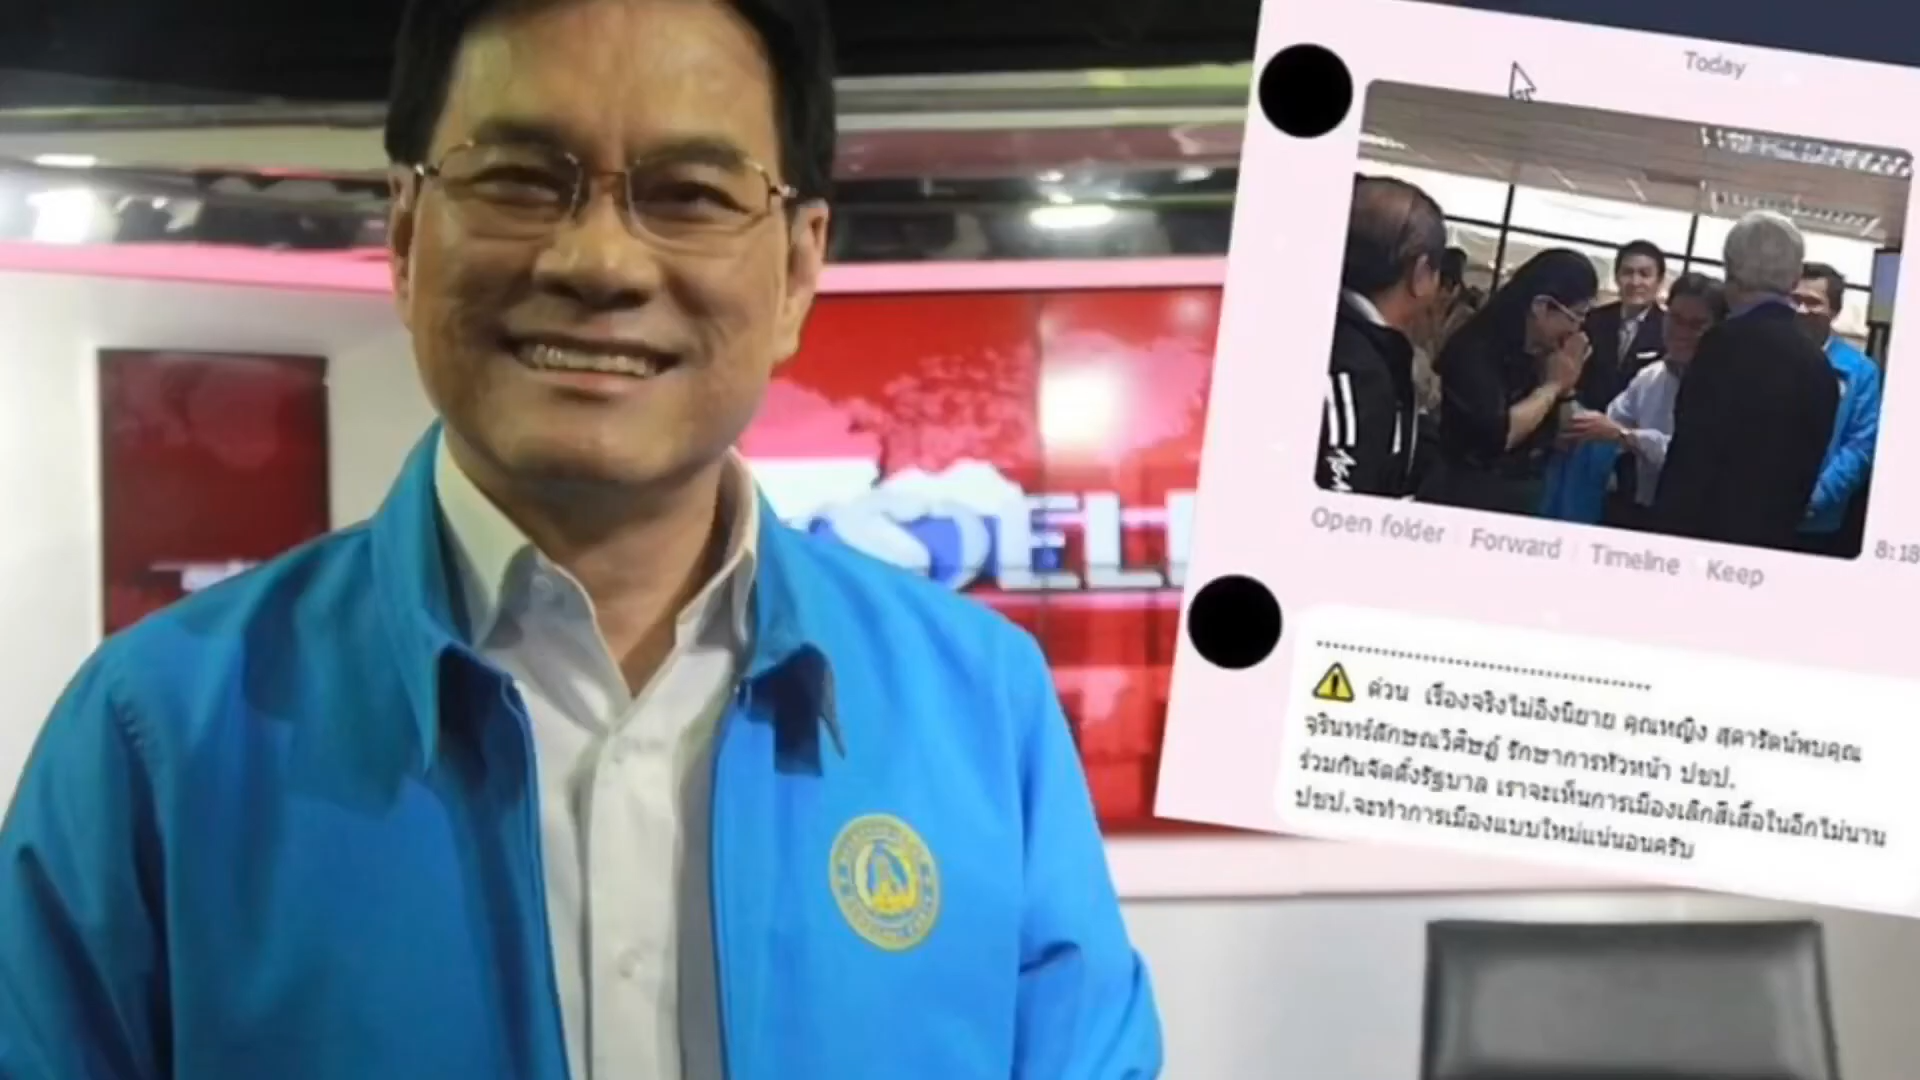 Today
Open folder Forward Timeline Keep
8:18
ด่วน เรื่องจริงไม่อิงนิยาย คุณหญิง สุดารัตน์พบคุณ
จุรินทร์ลักษณวิศิษฏ์ รักษาการหัวหน้า ปชป.
ร่วมกันจัดตั้งรัฐบาล เราจะเห็นการเมืองเลิกสีเสื้อในอีกไม่นาน
ปชป.จะทำการเมืองแบบใหม่แน่นอนครับ